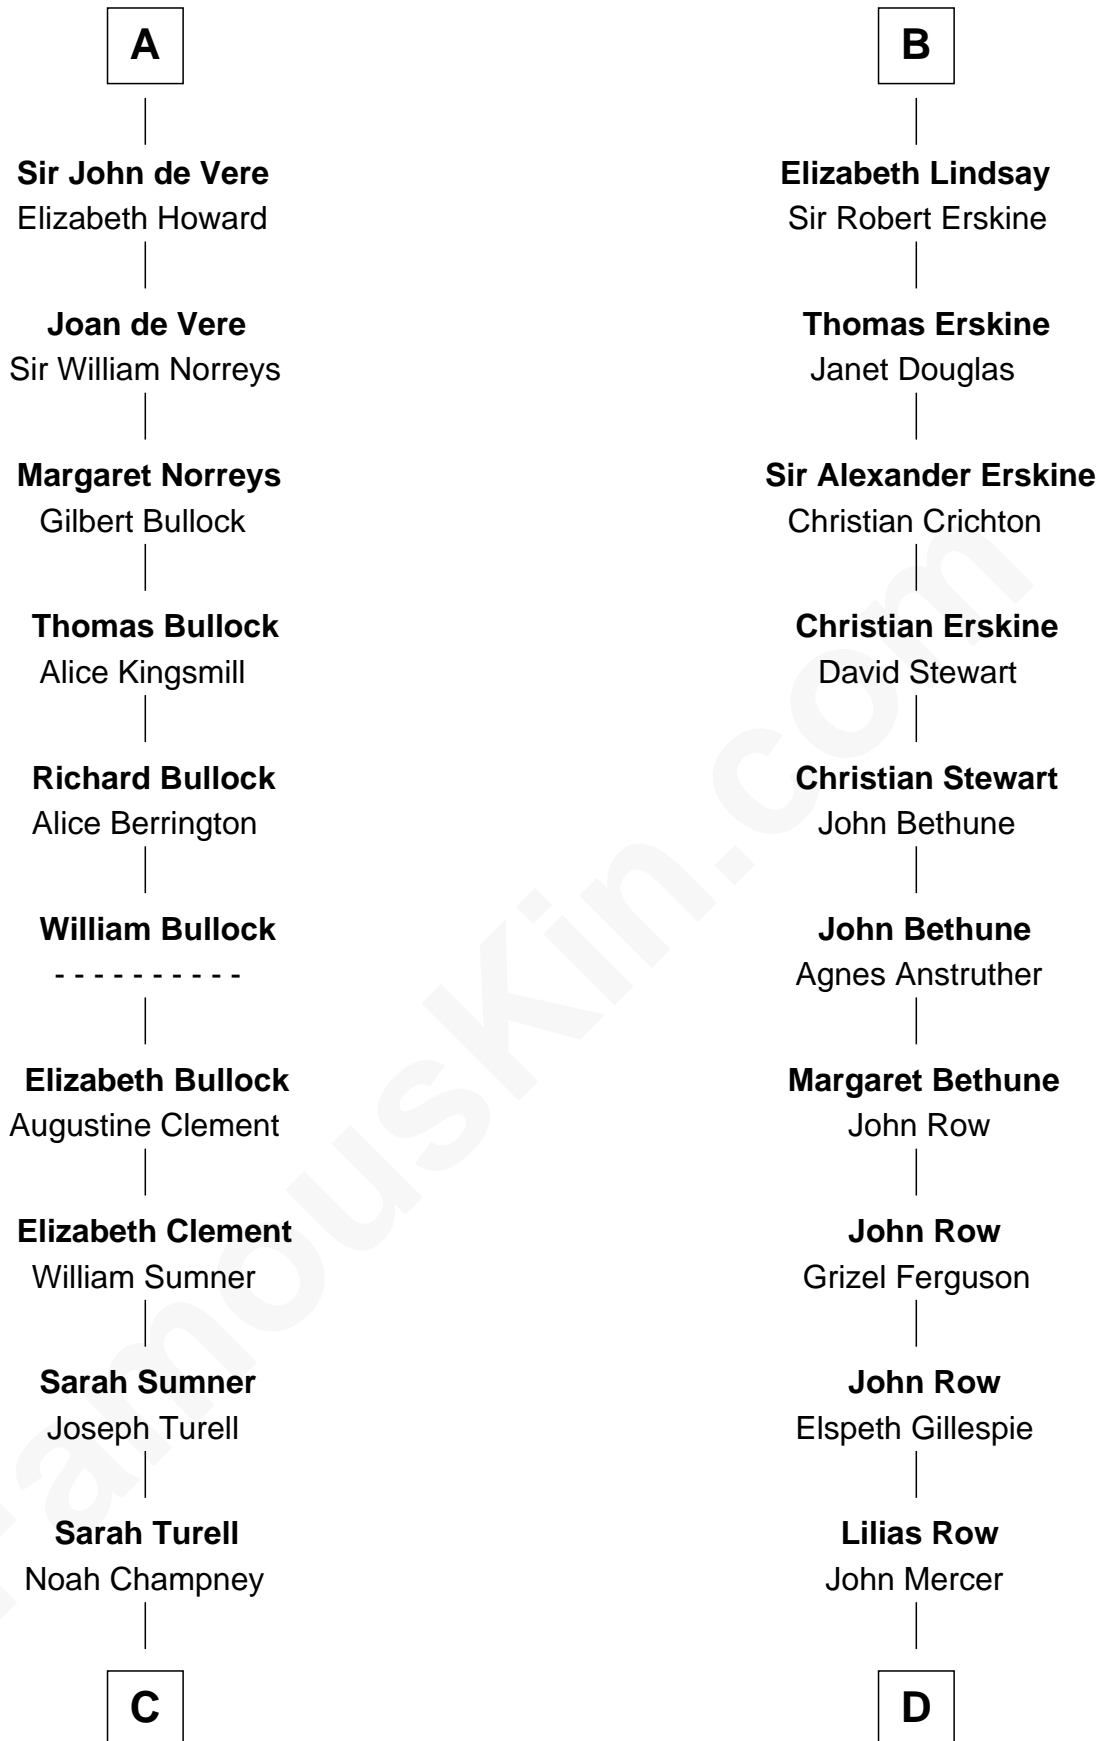 A
Sir John de Vere
Elizabeth Howard
Joan de Vere
Sir William Norreys
Margaret Norreys
Gilbert Bullock
Thomas Bullock
Alice Kingsmill
Richard Bullock
Alice Berrington
William Bullock
- - - - - - - - - -
Elizabeth Bullock
Augustine Clement
Elizabeth Clement
William Sumner
Sarah Sumner
Joseph Turell
Sarah Turell
Noah Champney
C
B
Elizabeth Lindsay
Sir Robert Erskine
Thomas Erskine
Janet Douglas
Sir Alexander Erskine
Christian Crichton
Christian Erskine
David Stewart
Christian Stewart
John Bethune
John Bethune
Agnes Anstruther
Margaret Bethune
John Row
John Row
Grizel Ferguson
John Row
Elspeth Gillespie
Lilias Row
John Mercer
D
FamousKin.com